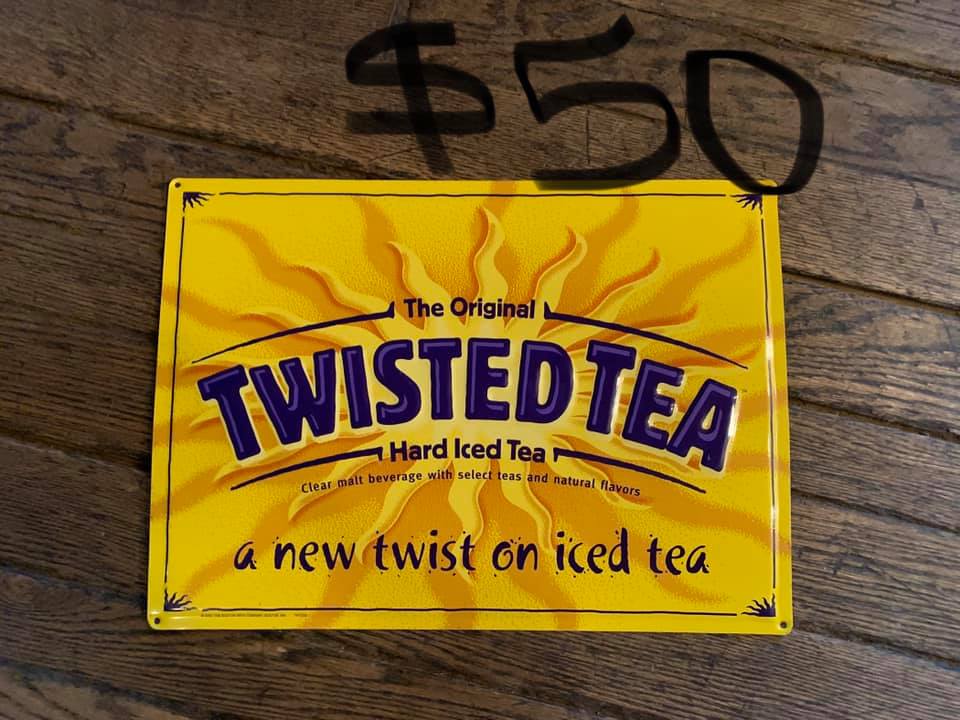 $50
The Original
TWISTED TEA
Hard Iced Tea
Clear malt beverage with select teas and natural flavors
a new twist on iced tea